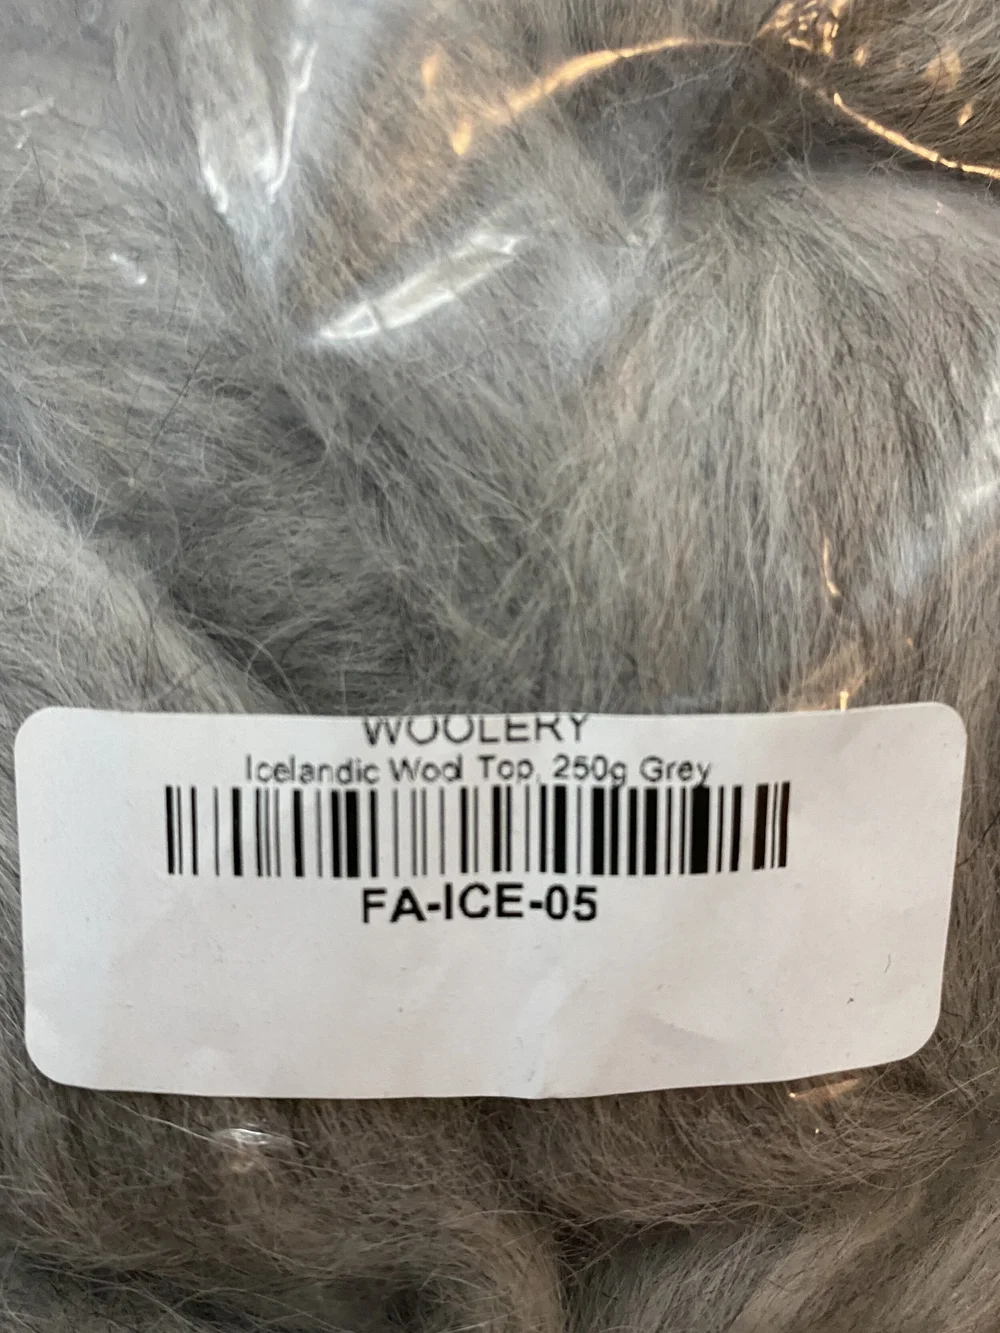 WOOLERY
Icelandic Wool Top, 250g Grey
FA-ICE-05